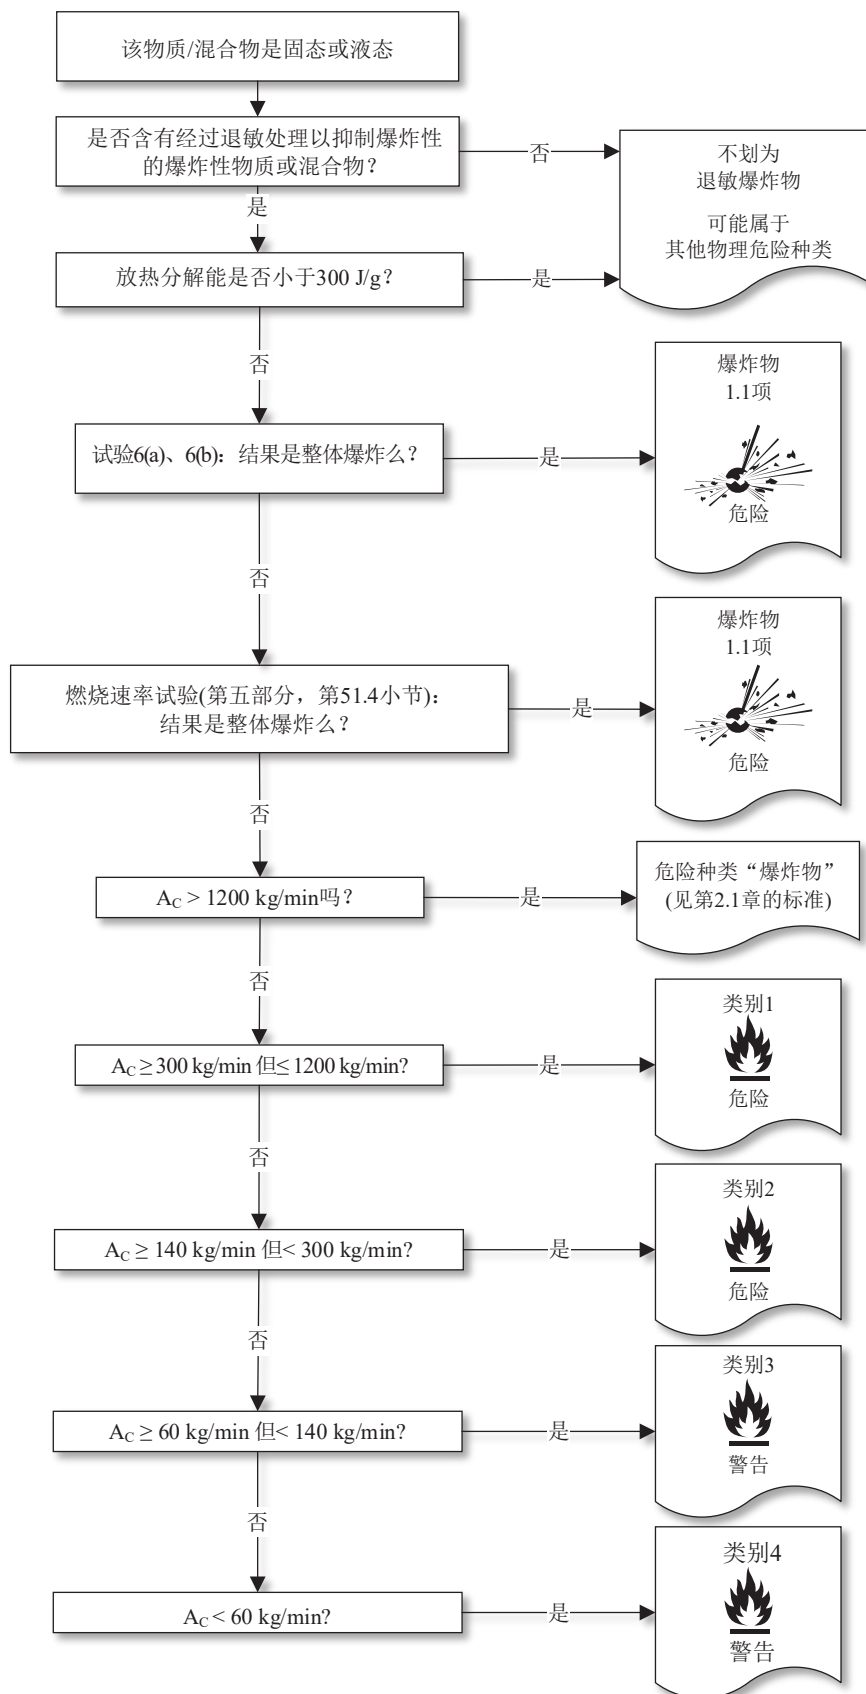 该物质/混合物是固态或液态
是否含有经过退敏处理以抑制爆炸性
的爆炸性物质或混合物？
否
不划为
退敏爆炸物
可能属于
其他物理危险种类
是
放热分解能是否小于300 J/g？
是
否
爆炸物
1.1项
危险
试验6(a)、6(b)：结果是整体爆炸么？
是
否
爆炸物
1.1项
危险
燃烧速率试验(第五部分，第51.4小节)：
结果是整体爆炸么？
是
否
危险种类“爆炸物”
(见第2.1章的标准)
AC > 1200 kg/min吗？
是
否
类别1
危险
AC ≥ 300 kg/min 但≤ 1200 kg/min?
是
否
类别2
危险
AC ≥ 140 kg/min 但< 300 kg/min?
是
否
类别3
警告
AC ≥ 60 kg/min 但< 140 kg/min?
是
否
类别4
警告
AC < 60 kg/min?
是